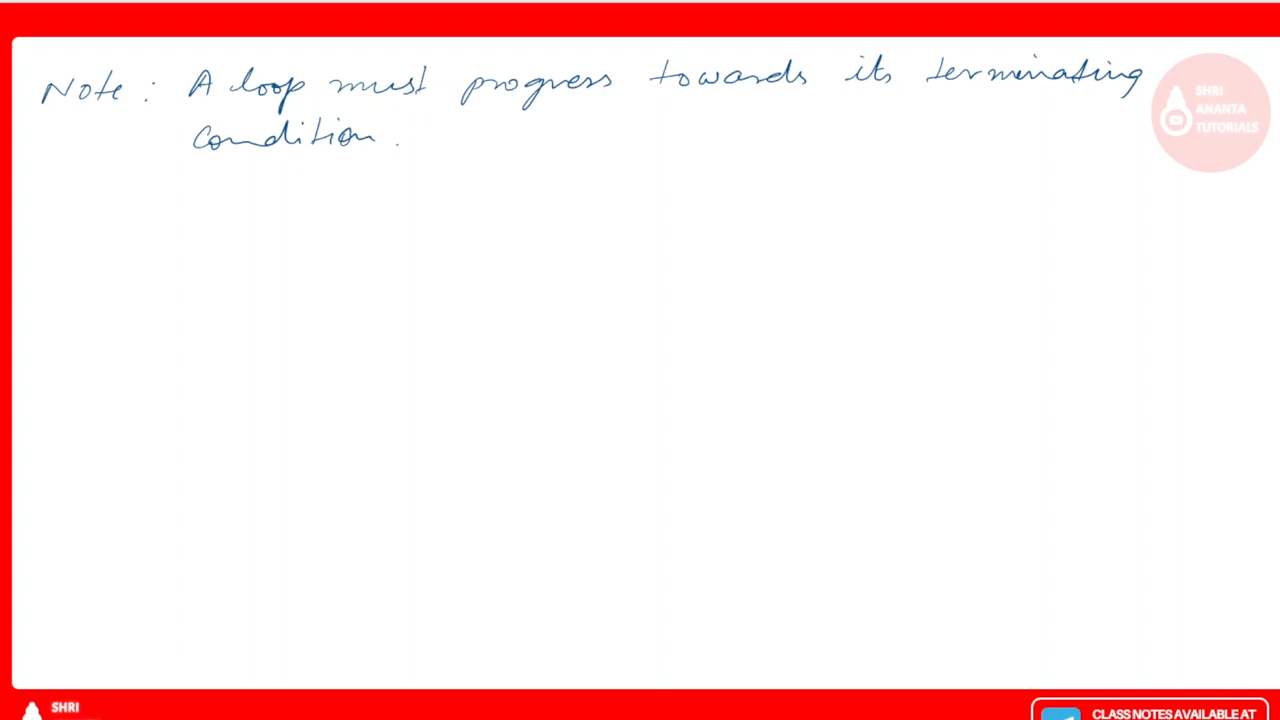 Note: A loop must progress towards its terminating
condition.
SHRI
ANANTA
TUTORIALS
SHRI
CLASS NOTES AVAILABLE AT